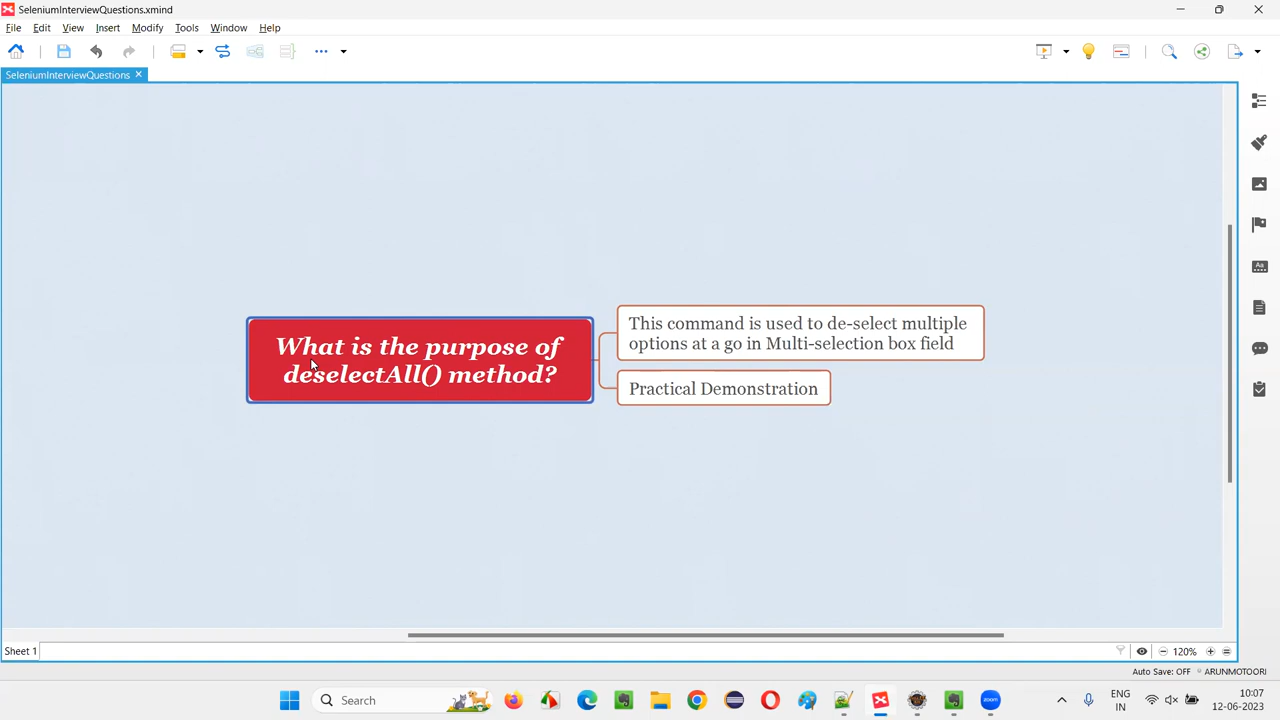 SeleniumInterviewQuestions.xmind
File Edit View Insert Modify Tools Window Help
SeleniumInterviewQuestions
What is the purpose of
deselectAll() method?
This command is used to de-select multiple
options at a go in Multi-selection box field
Practical Demonstration
Sheet 1
120%
Auto Save: OFF ARUNMOTOORI
Search
ENG
IN
10:07
12-06-2023